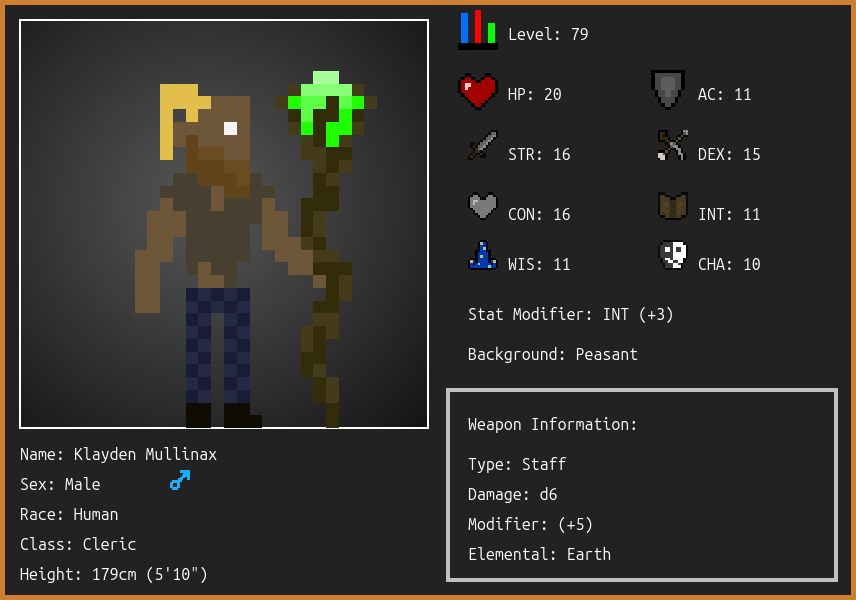 Level: 79
HP: 20
AC: 11
STR: 16
DEX: 15
CON: 16
INT: 11
WIS: 11
CHA: 10
Stat Modifier: INT (+3)
Background: Peasant
Weapon Information:
Type: Staff
Damage: d6
Modifier: (+5)
Elemental: Earth
Name: Klayden Mullinax
Sex: Male
Race: Human
Class: Cleric
Height: 179cm (5'10")